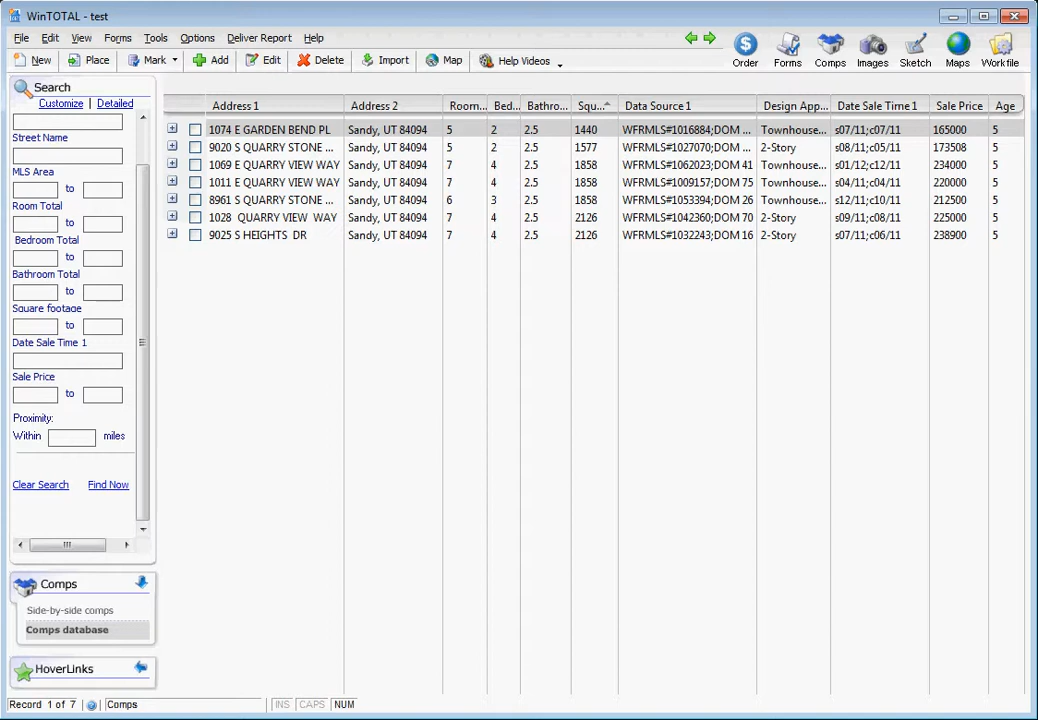 WinTOTAL - test
File Edit View Forms Tools Options Deliver Report Help
New Place Mark Add Edit Delete Import Map Help Videos
Order Forms Comps Images Sketch Maps Workfile
Search
Customize | Detailed
Street Name
MLS Area
to
Room Total
to
Bedroom Total
to
Bathroom Total
to
Square footage
to
Date Sale Time 1
Sale Price
to
Proximity:
Within miles
Clear Search Find Now
Comps
Side-by-side comps
Comps database
HoverLinks
Address 1 Address 2 Room... Bed... Bathro... Squ... Data Source 1 Design App... Date Sale Time 1 Sale Price Age
1074 E GARDEN BEND PL Sandy, UT 84094 5 2 2.5 1440 WFRMLS#1016884;DOM ... Townhouse... s07/11;c07/11 165000 5
9020 S QUARRY STONE ... Sandy, UT 84094 5 2 2.5 1577 WFRMLS#1027070;DOM ... 2-Story s08/11;c05/11 173508 5
1069 E QUARRY VIEW WAY Sandy, UT 84094 7 4 2.5 1858 WFRMLS#1062023;DOM 41 Townhouse... s01/12;c12/11 234000 5
1011 E QUARRY VIEW WAY Sandy, UT 84094 7 4 2.5 1858 WFRMLS#1009157;DOM 75 Townhouse... s04/11;c04/11 220000 5
8961 S QUARRY STONE ... Sandy, UT 84094 6 3 2.5 1858 WFRMLS#1053394;DOM 26 Townhouse... s12/11;c10/11 212500 5
1028 QUARRY VIEW WAY Sandy, UT 84094 7 4 2.5 2126 WFRMLS#1042360;DOM 70 2-Story s09/11;c08/11 225000 5
9025 S HEIGHTS DR Sandy, UT 84094 7 4 2.5 2126 WFRMLS#1032243;DOM 16 2-Story s07/11;c06/11 238900 5
Record 1 of 7 Comps INS CAPS NUM